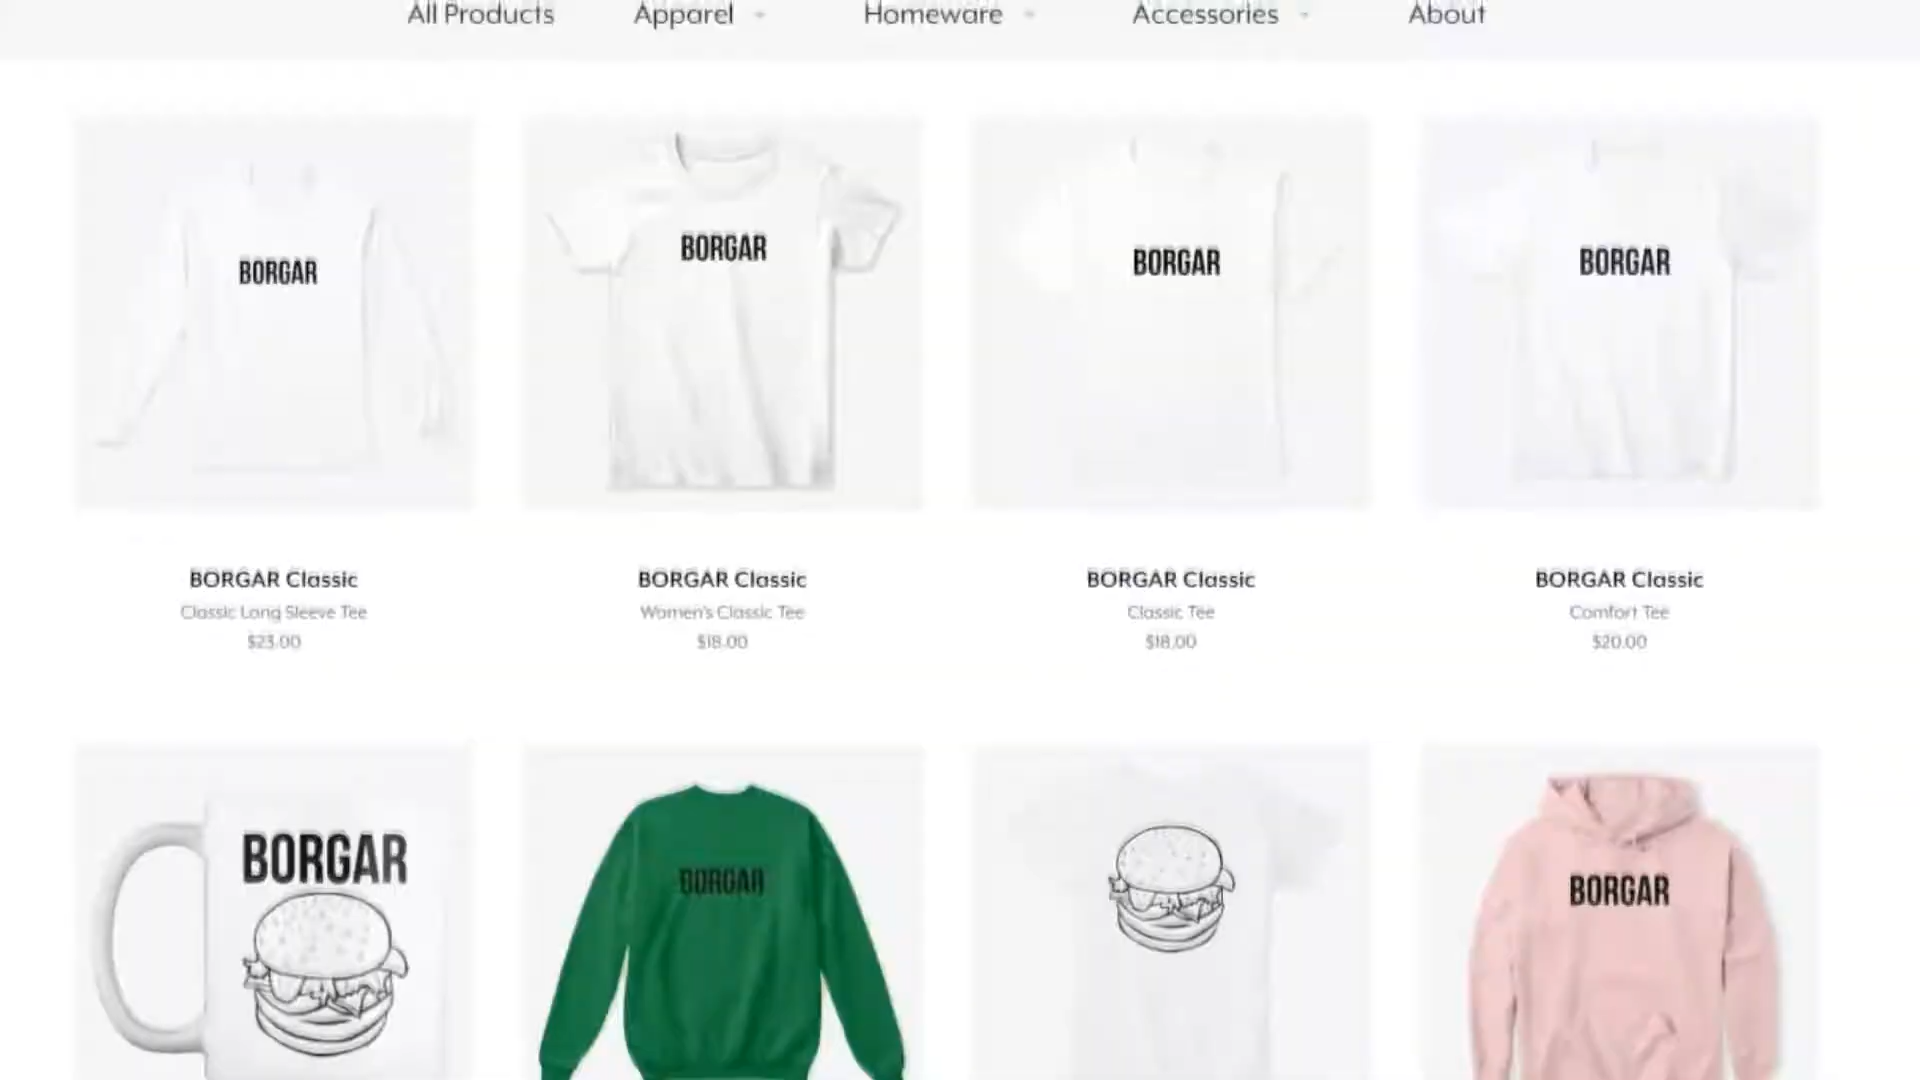 All Products Apparel Homeware Accessories About
BORGAR
BORGAR
BORGAR
BORGAR
BORGAR Classic
Classic Long Sleeve Tee
$23.00
BORGAR Classic
Women's Classic Tee
$18.00
BORGAR Classic
Classic Tee
$18.00
BORGAR Classic
Comfort Tee
$20.00
BORGAR
BORGAR
BORGAR